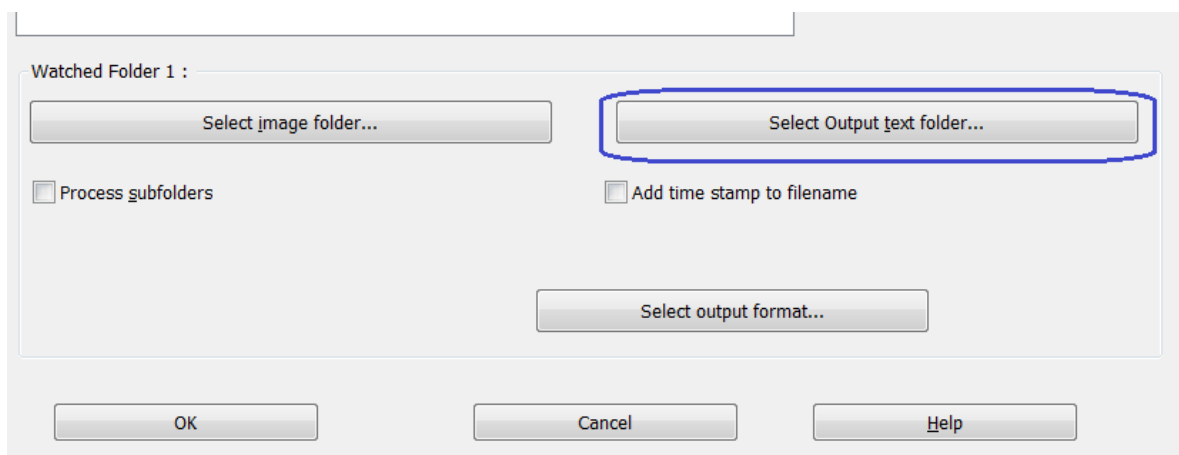 Watched Folder 1 :
Select image folder...
Select Output text folder...
Process subfolders
Add time stamp to filename
Select output format...
OK
Cancel
Help